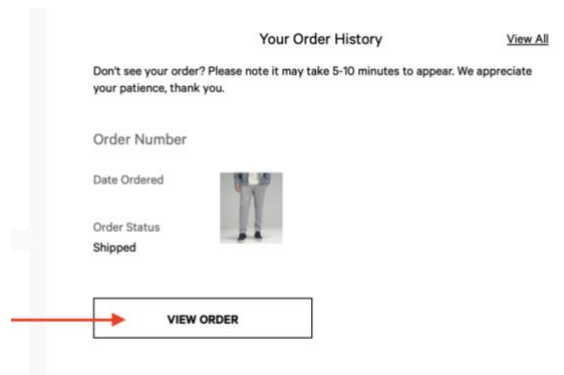 Your Order History
View All
Don't see your order? Please note it may take 5-10 minutes to appear. We appreciate
your patience, thank you.
Order Number
Date Ordered
Order Status
Shipped
VIEW ORDER